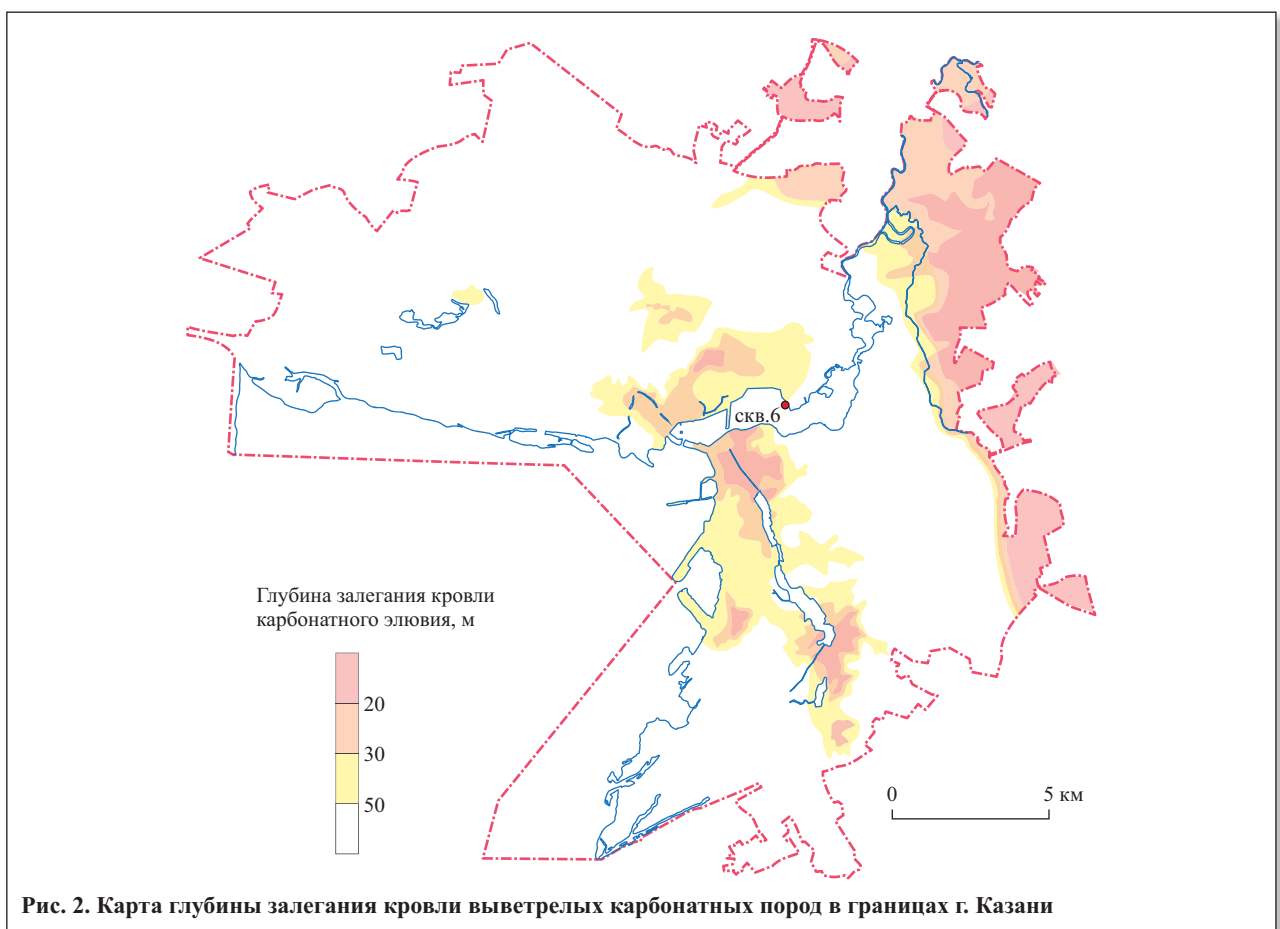 скв.6
Глубина залегания кровли
карбонатного элювия, м
20
30
50
0 5 км
Рис. 2. Карта глубины залегания кровли выветрелых карбонатных пород в границах г. Казани